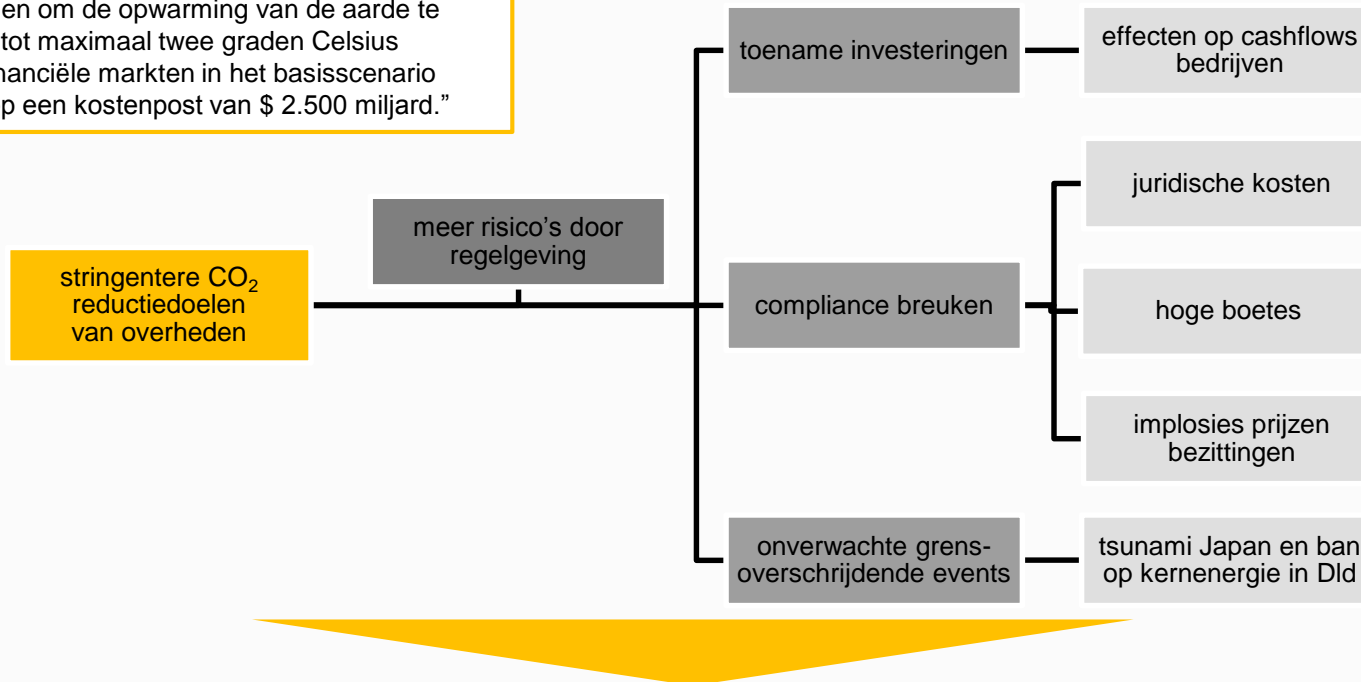 en om de opwarming van de aarde te
tot maximaal twee graden Celsius
nanciële markten in het basisscenario
p een kostenpost van $ 2.500 miljard.”
stringentere CO₂
reductiedoelen
van overheden
meer risico’s door
regelgeving
toename investeringen
effecten op cashflows
bedrijven
compliance breuken
juridische kosten
hoge boetes
implosies prijzen
bezittingen
onverwachte grens-
overschrijdende events
tsunami Japan en ban
op kernenergie in Dld